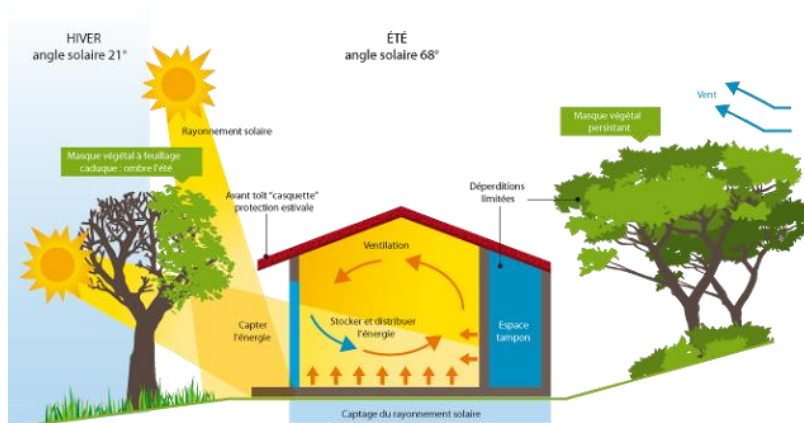 HIVER
angle solaire 21°
ÉTÉ
angle solaire 68°
Rayonnement solaire
Masque végétal à feuillage
caduque : ombre l'été
Avant toit "casquette"
protection estivale
Déperditions
limitées
Masque végétal
persistant
Vent
Ventilation
Capter
l'énergie
Stocker et distribuer
l'énergie
Espace
tampon
Captage du rayonnement solaire